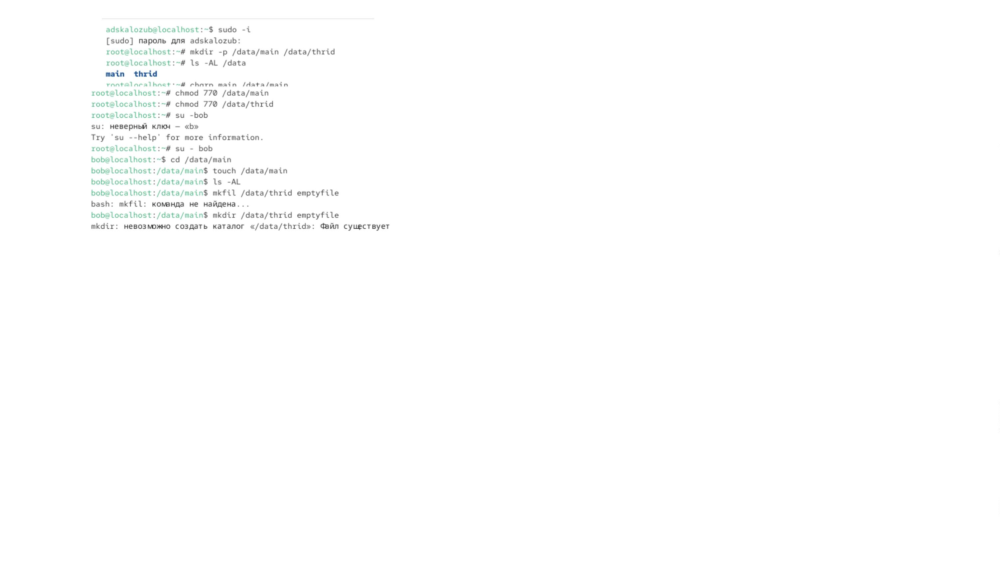 adskalozub@localhost:~$ sudo -i
[sudo] пароль для adskalozub:
root@localhost:~# mkdir -p /data/main /data/thrid
root@localhost:~# ls -AL /data
main  thrid
root@localhost:~# chgrp main /data/main
root@localhost:~# chmod 770 /data/main
root@localhost:~# chmod 770 /data/thrid
root@localhost:~# su -bob
su: неверный ключ — «b»
Try 'su --help' for more information.
root@localhost:~# su - bob
bob@localhost:~$ cd /data/main
bob@localhost:/data/main$ touch /data/main
bob@localhost:/data/main$ ls -AL
bob@localhost:/data/main$ mkfil /data/thrid emptyfile
bash: mkfil: команда не найдена...
bob@localhost:/data/main$ mkdir /data/thrid emptyfile
mkdir: невозможно создать каталог «/data/thrid»: Файл существует